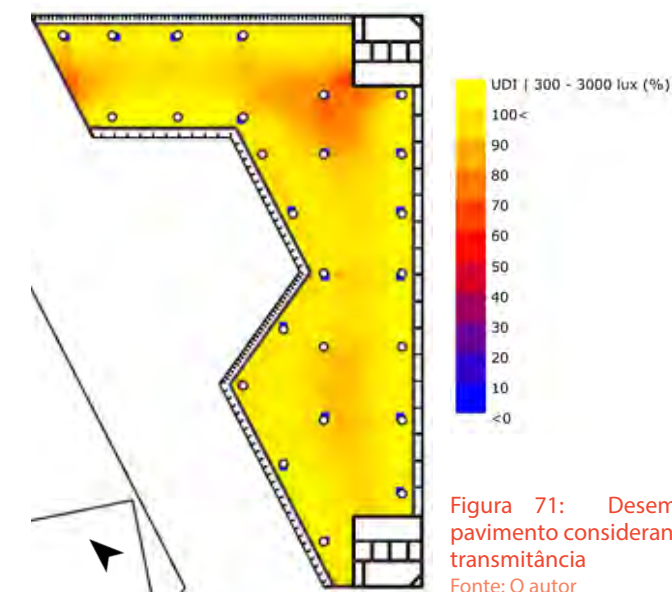 UDI | 300 - 3000 lux (%)
100<
90
80
70
60
50
40
30
20
10
<0
Figura 71: Desem
pavimento consideran
transmitância
Fonte: O autor